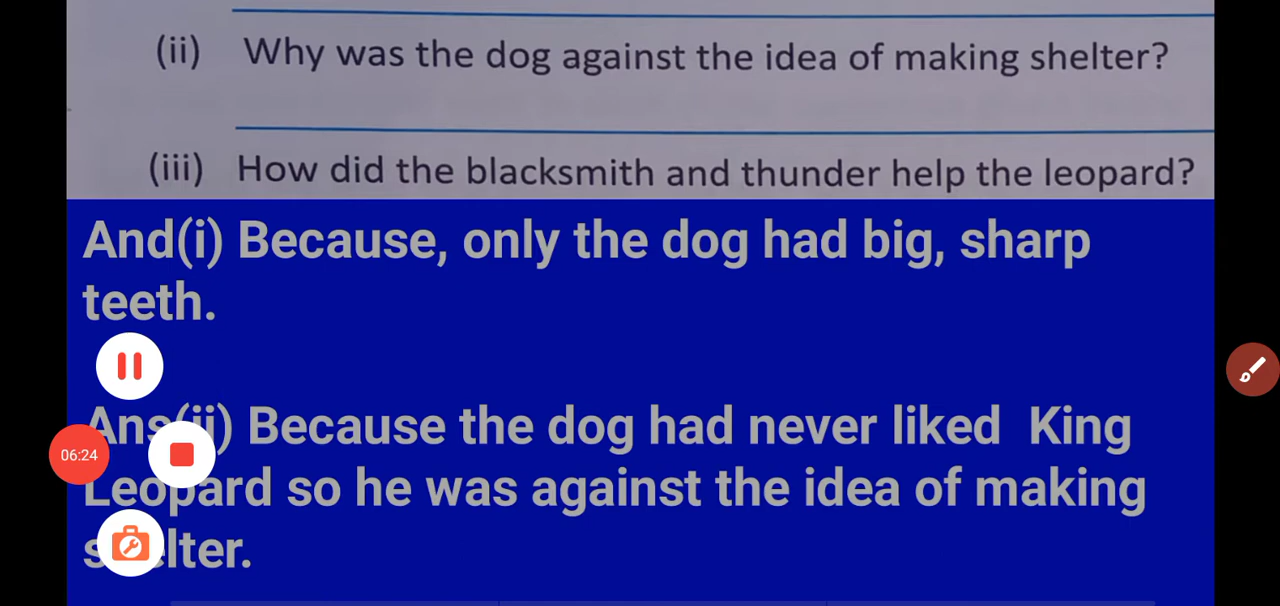 (ii) Why was the dog against the idea of making shelter?
(iii) How did the blacksmith and thunder help the leopard?
And(i) Because, only the dog had big, sharp
teeth.
Ans(ii) Because the dog had never liked King
Leopard so he was against the idea of making
shelter.
06:24